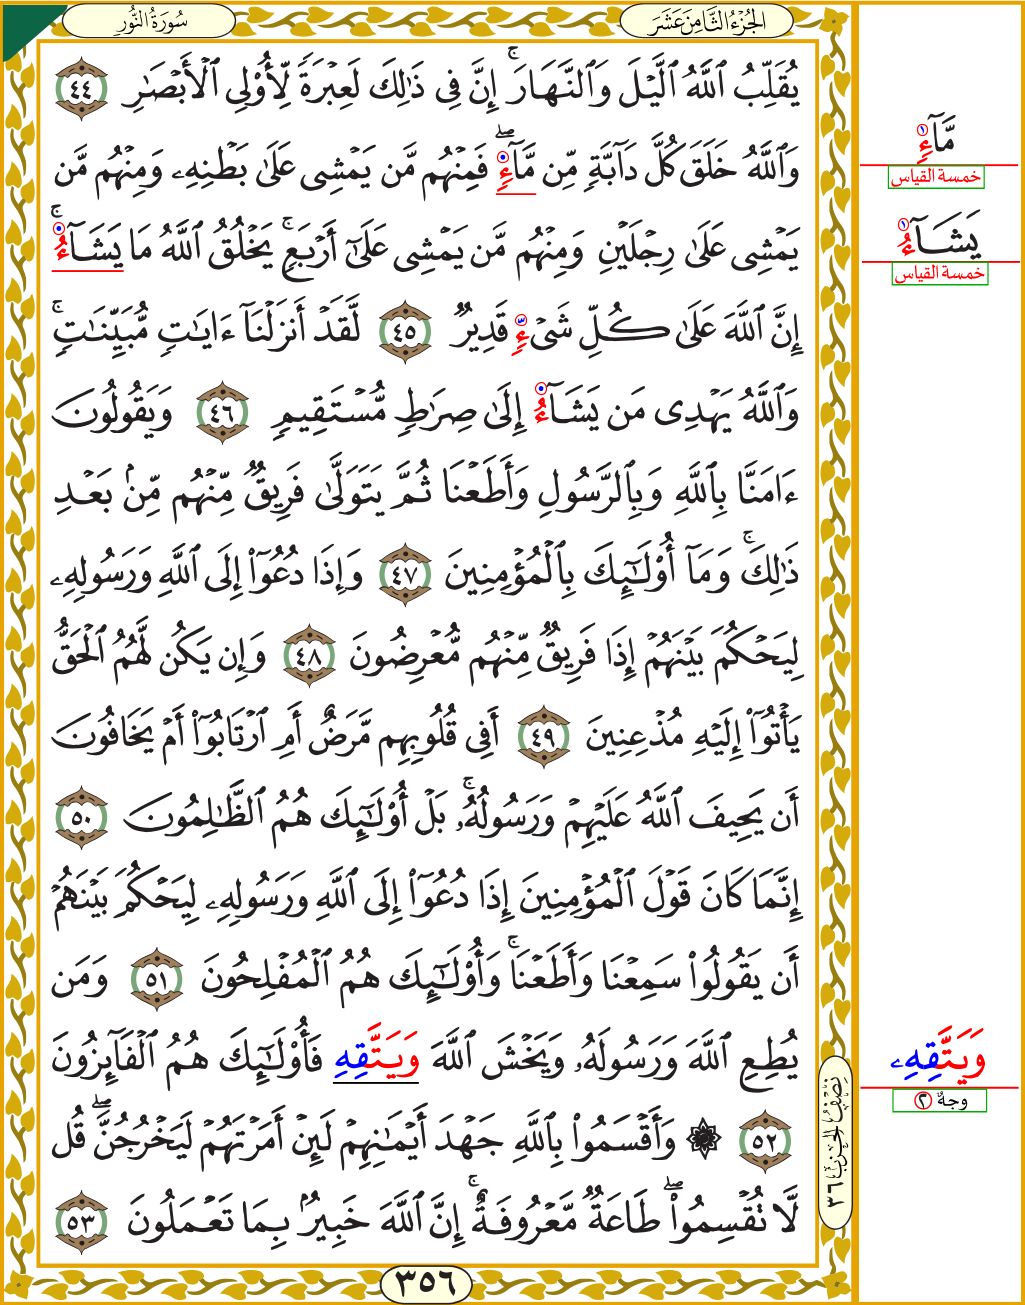 سُورَةُ النُّورِ
الجُزْءُ الثَّامِنَ عَشَرَ
يُقَلِّبُ ٱللَّهُ ٱلَّيْلَ وَٱلنَّهَارَ ۚ إِنَّ فِى ذَٰلِكَ لَعِبْرَةً لِّأُو۟لِى ٱلْأَبْصَـٰرِ ٤٤
وَٱللَّهُ خَلَقَ كُلَّ دَآبَّةٍ مِّن مَّآءٍ ۖ فَمِنْهُم مَّن يَمْشِى عَلَىٰ بَطْنِهِۦ وَمِنْهُم مَّن
يَمْشِى عَلَىٰ رِجْلَيْنِ وَمِنْهُم مَّن يَمْشِى عَلَىٰٓ أَرْبَعٍ ۚ يَخْلُقُ ٱللَّهُ مَا يَشَآءُ ۚ
إِنَّ ٱللَّهَ عَلَىٰ كُلِّ شَىْءٍ قَدِيرٌ ٤٥ لَّقَدْ أَنزَلْنَآ ءَايَـٰتٍ مُّبَيِّنَـٰتٍ ۚ
وَٱللَّهُ يَهْدِى مَن يَشَآءُ إِلَىٰ صِرَٰطٍ مُّسْتَقِيمٍ ٤٦ وَيَقُولُونَ
ءَامَنَّا بِٱللَّهِ وَبِٱلرَّسُولِ وَأَطَعْنَا ثُمَّ يَتَوَلَّىٰ فَرِيقٌ مِّنْهُم مِّنۢ بَعْدِ
ذَٰلِكَ ۚ وَمَآ أُو۟لَـٰٓئِكَ بِٱلْمُؤْمِنِينَ ٤٧ وَإِذَا دُعُوٓا۟ إِلَى ٱللَّهِ وَرَسُولِهِۦ
لِيَحْكُمَ بَيْنَهُمْ إِذَا فَرِيقٌ مِّنْهُم مُّعْرِضُونَ ٤٨ وَإِن يَكُن لَّهُمُ ٱلْحَقُّ
يَأْتُوٓا۟ إِلَيْهِ مُذْعِنِينَ ٤٩ أَفِى قُلُوبِهِم مَّرَضٌ أَمِ ٱرْتَابُوٓا۟ أَمْ يَخَافُونَ
أَن يَحِيفَ ٱللَّهُ عَلَيْهِمْ وَرَسُولُهُۥ ۚ بَلْ أُو۟لَـٰٓئِكَ هُمُ ٱلظَّـٰلِمُونَ ٥٠
إِنَّمَا كَانَ قَوْلَ ٱلْمُؤْمِنِينَ إِذَا دُعُوٓا۟ إِلَى ٱللَّهِ وَرَسُولِهِۦ لِيَحْكُمَ بَيْنَهُمْ
أَن يَقُولُوا۟ سَمِعْنَا وَأَطَعْنَا ۚ وَأُو۟لَـٰٓئِكَ هُمُ ٱلْمُفْلِحُونَ ٥١ وَمَن
يُطِعِ ٱللَّهَ وَرَسُولَهُۥ وَيَخْشَ ٱللَّهَ وَيَتَّقِهِ فَأُو۟لَـٰٓئِكَ هُمُ ٱلْفَآئِزُونَ
٥٢ ۞ وَأَقْسَمُوا۟ بِٱللَّهِ جَهْدَ أَيْمَـٰنِهِمْ لَئِنْ أَمَرْتَهُمْ لَيَخْرُجُنَّ ۖ قُل
لَّا تُقْسِمُوا۟ ۖ طَاعَةٌ مَّعْرُوفَةٌ ۚ إِنَّ ٱللَّهَ خَبِيرٌۢ بِمَا تَعْمَلُونَ ٥٣
٣٥٦
مَّآءٍ ١
خمسة القياس
يَشَآءُ ١
خمسة القياس
وَيَتَّقِهِۦ
وجهٌ ٢
نِصْفُ الحِزْب ٣٦